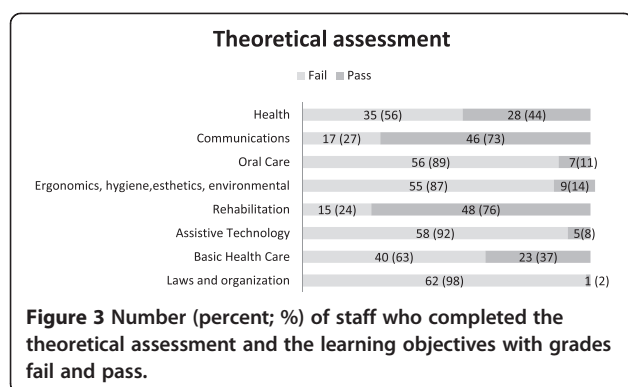 Theoretical assessment
Fail Pass
Health 35 (56) 28 (44)
Communications 17 (27) 46 (73)
Oral Care 56 (89) 7(11)
Ergonomics, hygiene,esthetics, environmental 55 (87) 9(14)
Rehabilitation 15 (24) 48 (76)
Assistive Technology 58 (92) 5(8)
Basic Health Care 40 (63) 23 (37)
Laws and organization 62 (98) 1 (2)
Figure 3 Number (percent; %) of staff who completed the
theoretical assessment and the learning objectives with grades
fail and pass.